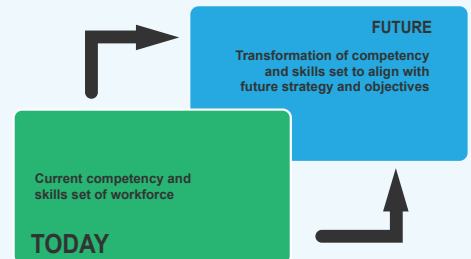 FUTURE
Transformation of competency
and skills set to align with
future strategy and objectives
Current competency and
skills set of workforce
TODAY